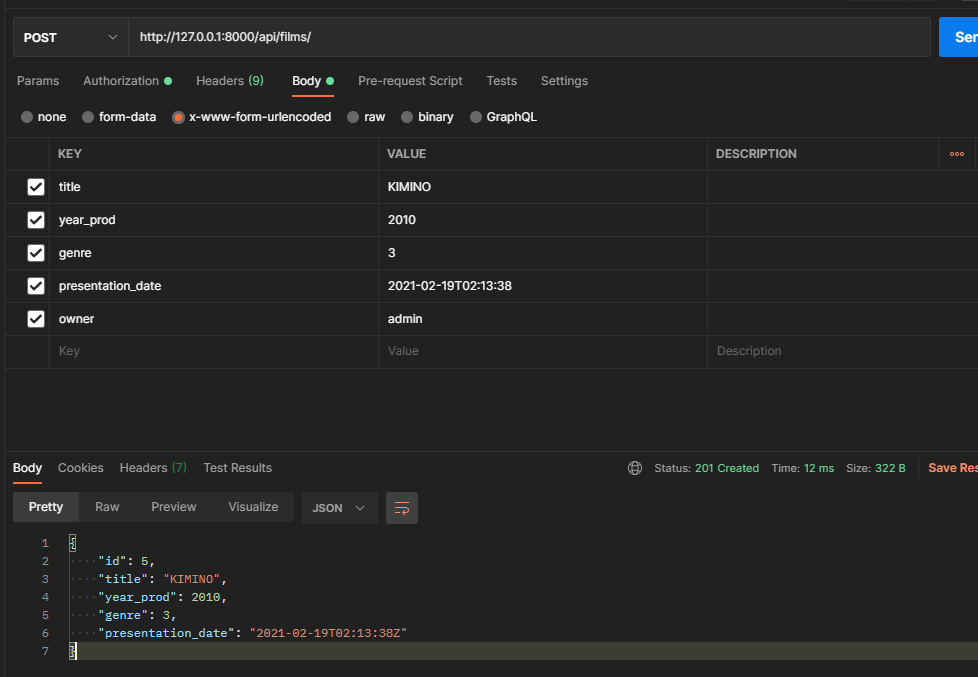 POST http://127.0.0.1:8000/api/films/ Sen
Params Authorization Headers (9) Body Pre-request Script Tests Settings
none form-data x-www-form-urlencoded raw binary GraphQL
KEY VALUE DESCRIPTION
title KIMINO
year_prod 2010
genre 3
presentation_date 2021-02-19T02:13:38
owner admin
Key Value Description
Body Cookies Headers (7) Test Results Status: 201 Created Time: 12 ms Size: 322 B Save Res
Pretty Raw Preview Visualize JSON
1 {
2 "id": 5,
3 "title": "KIMINO",
4 "year_prod": 2010,
5 "genre": 3,
6 "presentation_date": "2021-02-19T02:13:38Z"
7 }